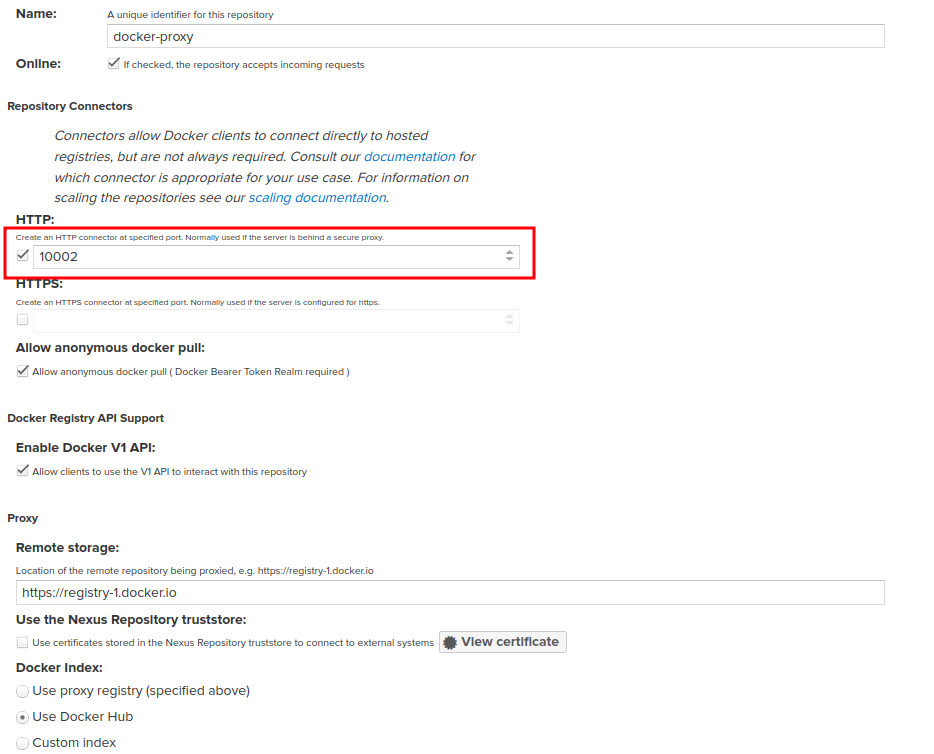 Name: A unique identifier for this repository
docker-proxy
Online: If checked, the repository accepts incoming requests
Repository Connectors
Connectors allow Docker clients to connect directly to hosted
registries, but are not always required. Consult our documentation for
which connector is appropriate for your use case. For information on
scaling the repositories see our scaling documentation.
HTTP:
Create an HTTP connector at specified port. Normally used if the server is behind a secure proxy.
10002
HTTPS:
Create an HTTPS connector at specified port. Normally used if the server is configured for https.
Allow anonymous docker pull:
Allow anonymous docker pull ( Docker Bearer Token Realm required )
Docker Registry API Support
Enable Docker V1 API:
Allow clients to use the V1 API to interact with this repository
Proxy
Remote storage:
Location of the remote repository being proxied, e.g. https://registry-1.docker.io
https://registry-1.docker.io
Use the Nexus Repository truststore:
Use certificates stored in the Nexus Repository truststore to connect to external systems View certificate
Docker Index:
Use proxy registry (specified above)
Use Docker Hub
Custom index